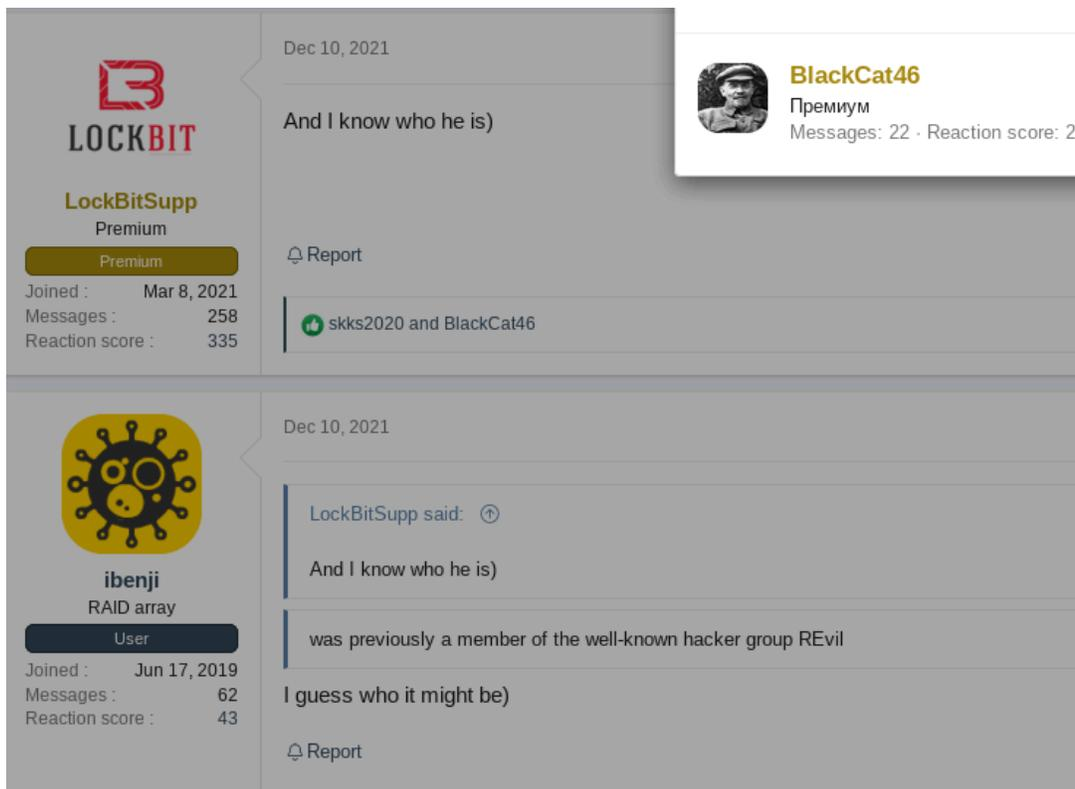 Dec 10, 2021
And I know who he is)
LOCKBIT
LockBitSupp
Premium
Premium
Joined : Mar 8, 2021
Messages : 258
Reaction score : 335
Report
skks2020 and BlackCat46
BlackCat46
Премиум
Messages: 22 · Reaction score: 2
Dec 10, 2021
LockBitSupp said:
And I know who he is)
was previously a member of the well-known hacker group REvil
I guess who it might be)
Report
ibenji
RAID array
User
Joined : Jun 17, 2019
Messages : 62
Reaction score : 43